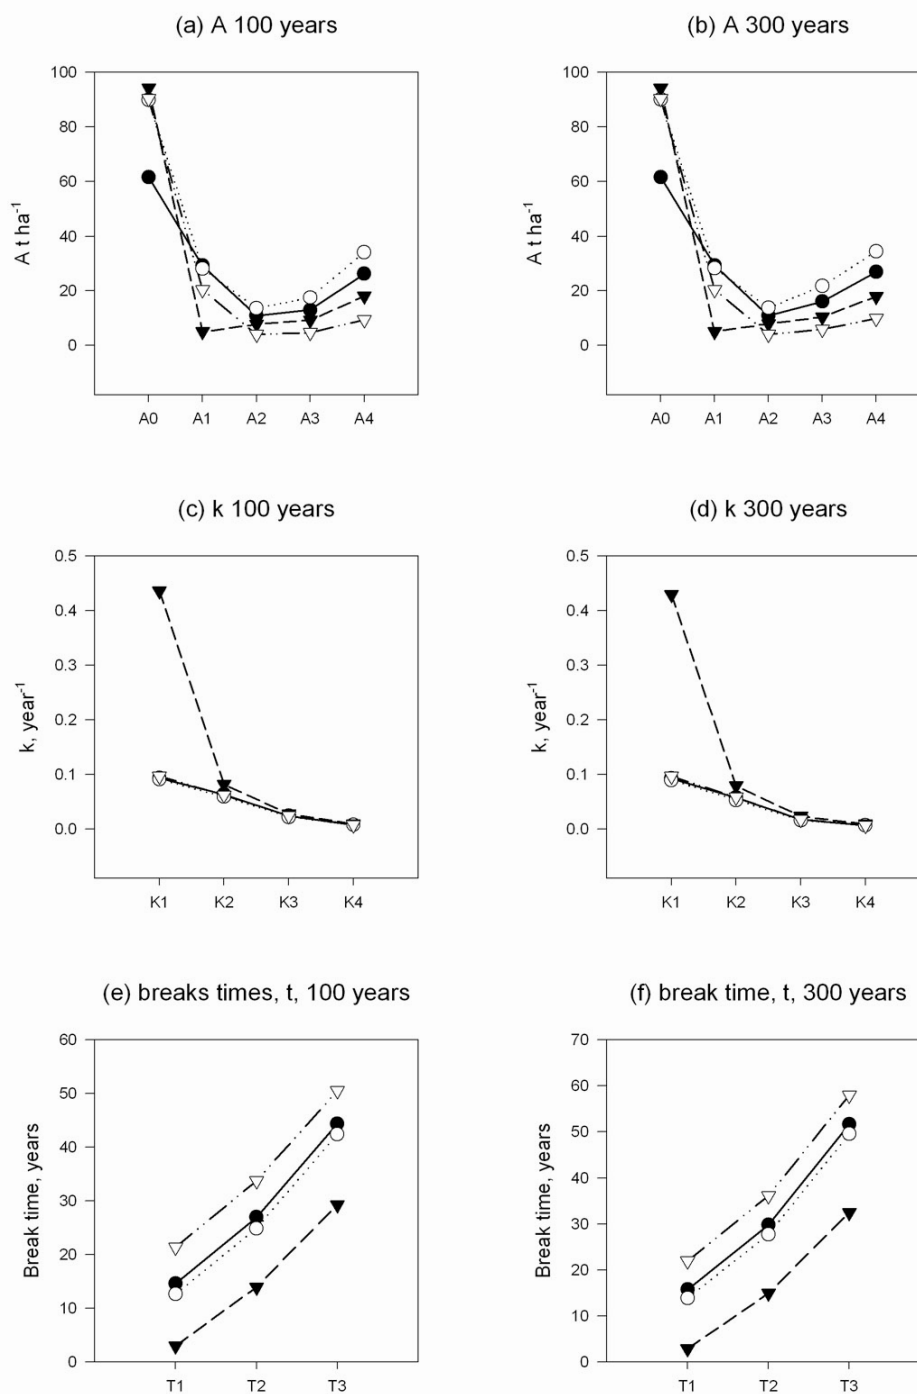 (a) A 100 years
(b) A 300 years
100
80
60
40
20
0
A t ha⁻¹
A0 A1 A2 A3 A4
100
80
60
40
20
0
A t ha⁻¹
A0 A1 A2 A3 A4
(c) k 100 years
(d) k 300 years
0.5
0.4
0.3
0.2
0.1
0.0
k, year⁻¹
K1 K2 K3 K4
0.5
0.4
0.3
0.2
0.1
0.0
k, year⁻¹
K1 K2 K3 K4
(e) breaks times, t, 100 years
(f) break time, t, 300 years
60
50
40
30
20
10
0
Break time, years
T1 T2 T3
70
60
50
40
30
20
10
0
Break time, years
T1 T2 T3